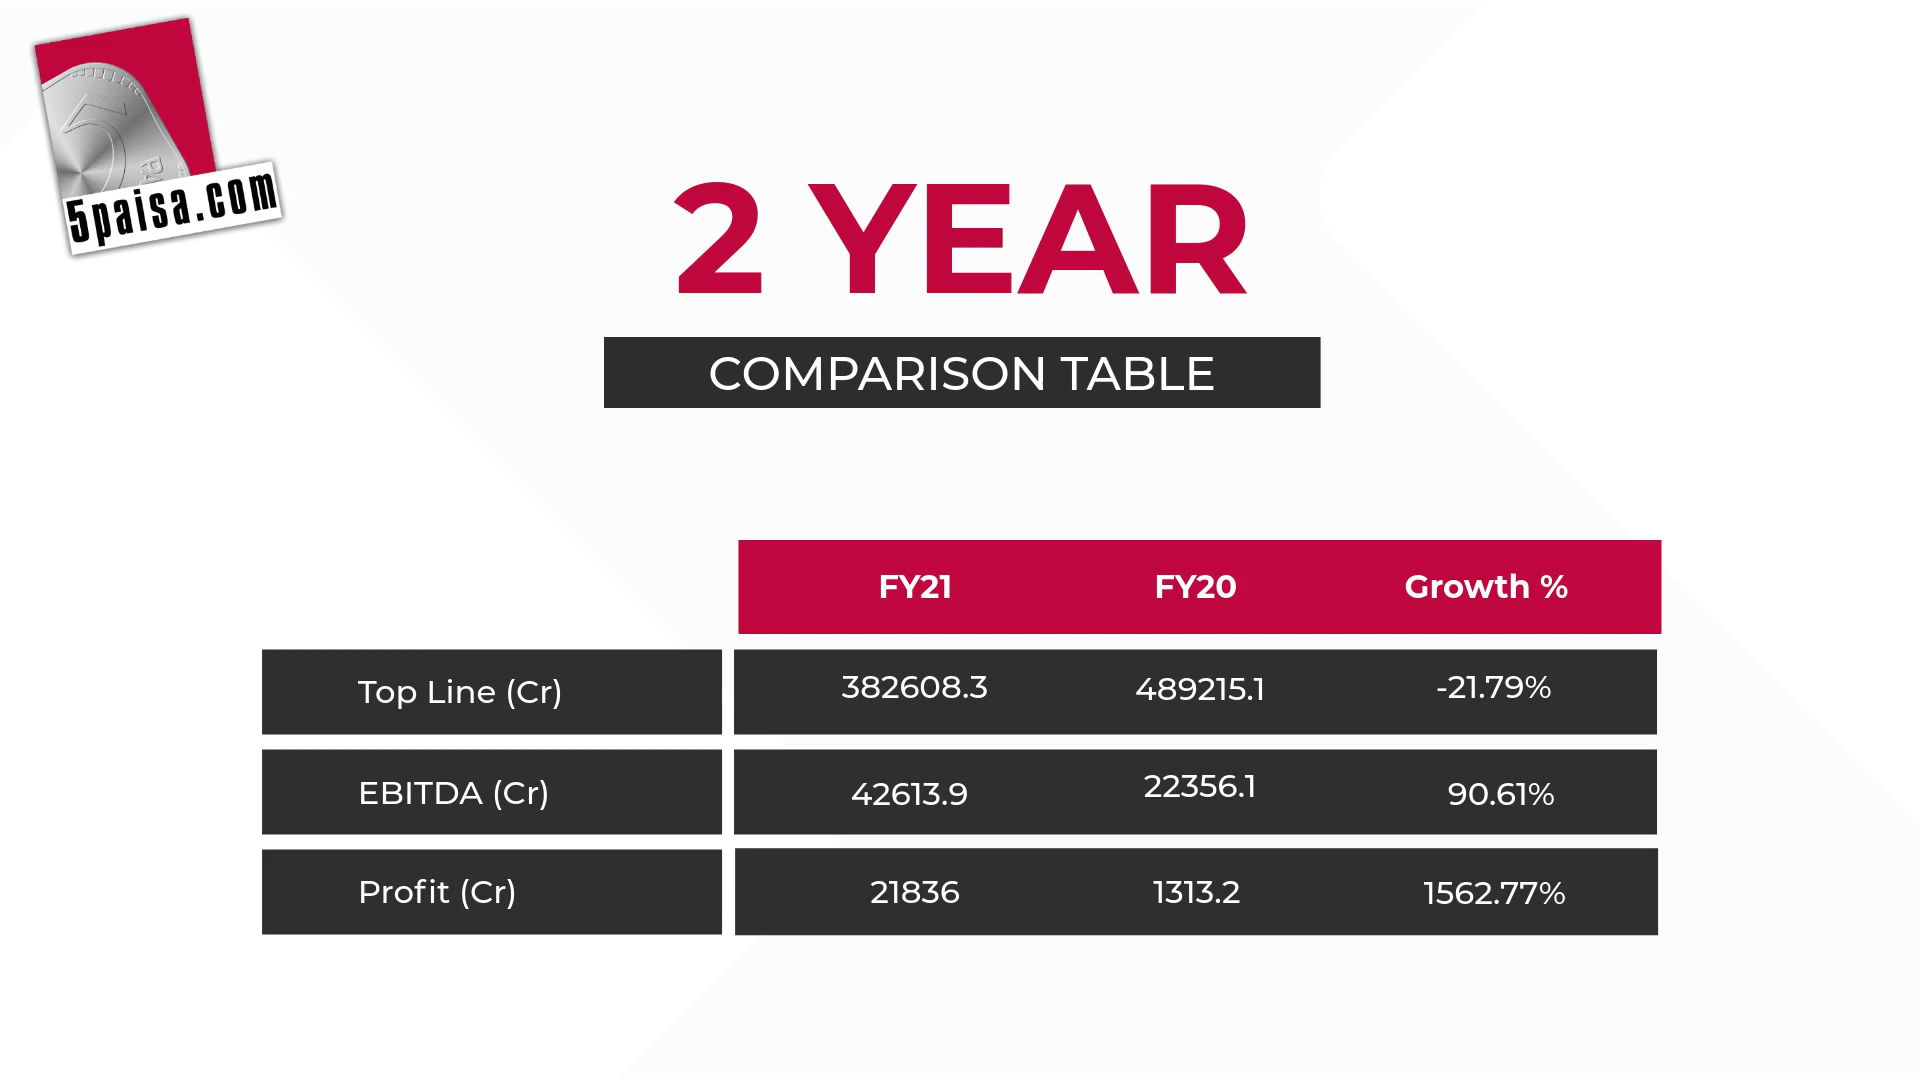 5paisa.com
2 YEAR
COMPARISON TABLE
FY21 FY20 Growth %
Top Line (Cr) 382608.3 489215.1 -21.79%
EBITDA (Cr) 42613.9 22356.1 90.61%
Profit (Cr) 21836 1313.2 1562.77%